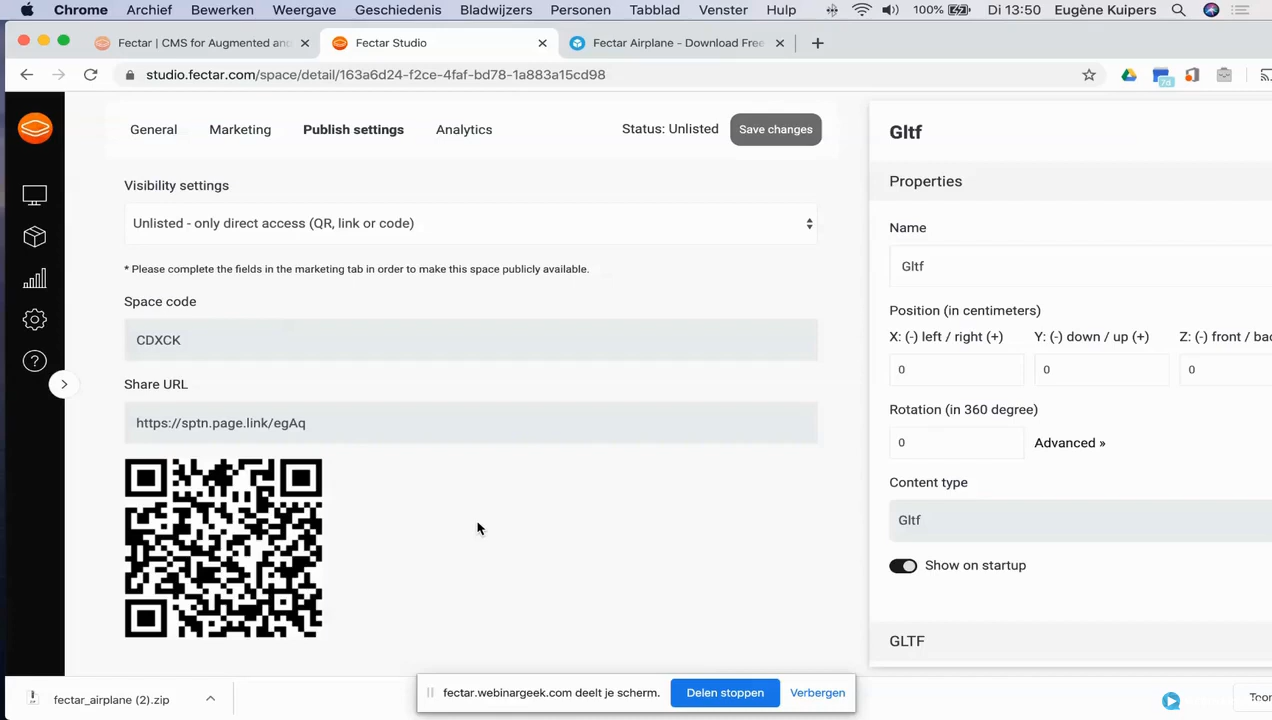 Chrome Archief Bewerken Weergave Geschiedenis Bladwijzers Personen Tabblad Venster Hulp 100% Di 13:50 Eugène Kuipers
Fectar | CMS for Augmented and
Fectar Studio
Fectar Airplane - Download Free
studio.fectar.com/space/detail/163a6d24-f2ce-4faf-bd78-1a883a15cd98
7d
General Marketing Publish settings Analytics Status: Unlisted Save changes
Visibility settings
Unlisted - only direct access (QR, link or code)
* Please complete the fields in the marketing tab in order to make this space publicly available.
Space code
CDXCK
Share URL
https://sptn.page.link/egAq
Gltf
Properties
Name
Gltf
Position (in centimeters)
X: (-) left / right (+) Y: (-) down / up (+) Z: (-) front / bac
0 0 0
Rotation (in 360 degree)
0 Advanced »
Content type
Gltf
Show on startup
GLTF
fectar_airplane (2).zip
fectar.webinargeek.com deelt je scherm. Delen stoppen Verbergen
Toor